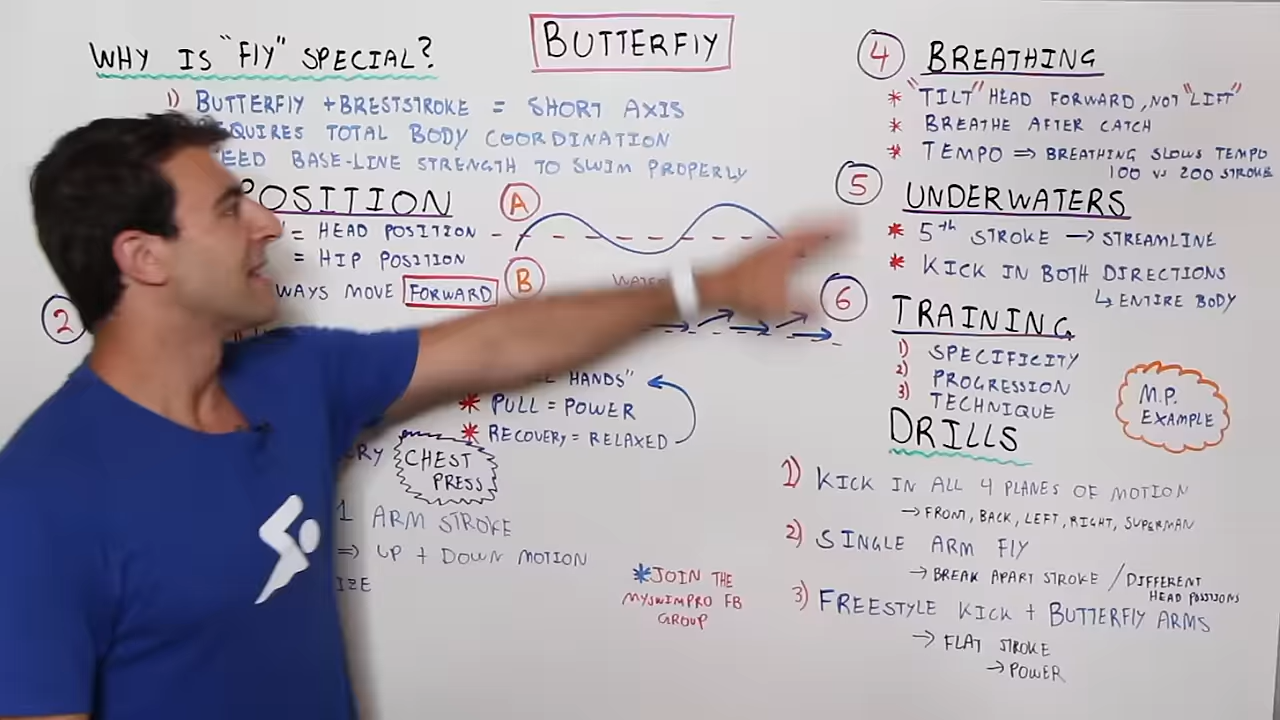 BUTTERFLY
WHY IS "FLY" SPECIAL?
1) BUTTERFLY + BRESTSTROKE = SHORT AXIS
TOTAL BODY COORDINATION
BASE-LINE STRENGTH TO SWIM PROPERLY
= HEAD POSITION
= HIP POSITION
MOVE FORWARD
A
B
2
HANDS"
* PULL = POWER
* RECOVERY = RELAXED
CHEST
PRESS
1 ARM STROKE
=> UP + DOWN MOTION
*JOIN THE
MYSWIMPRO FB
GROUP
4 BREATHING
* "TILT" HEAD FORWARD, NOT "LIFT"
* BREATHE AFTER CATCH
* TEMPO => BREATHING SLOWS TEMPO
100 VS 200 STROKE
5 UNDERWATERS
* 5th STROKE → STREAMLINE
* KICK IN BOTH DIRECTIONS
↳ ENTIRE BODY
6 TRAINING
1) SPECIFICITY
2) PROGRESSION
3) TECHNIQUE
M.P.
EXAMPLE
DRILLS
1) KICK IN ALL 4 PLANES OF MOTION
→ FRONT, BACK, LEFT, RIGHT, SUPERMAN
2) SINGLE ARM FLY
→ BREAK APART STROKE / DIFFERENT
HEAD POSITIONS
3) FREESTYLE KICK + BUTTERFLY ARMS
→ FLAT STROKE
→ POWER